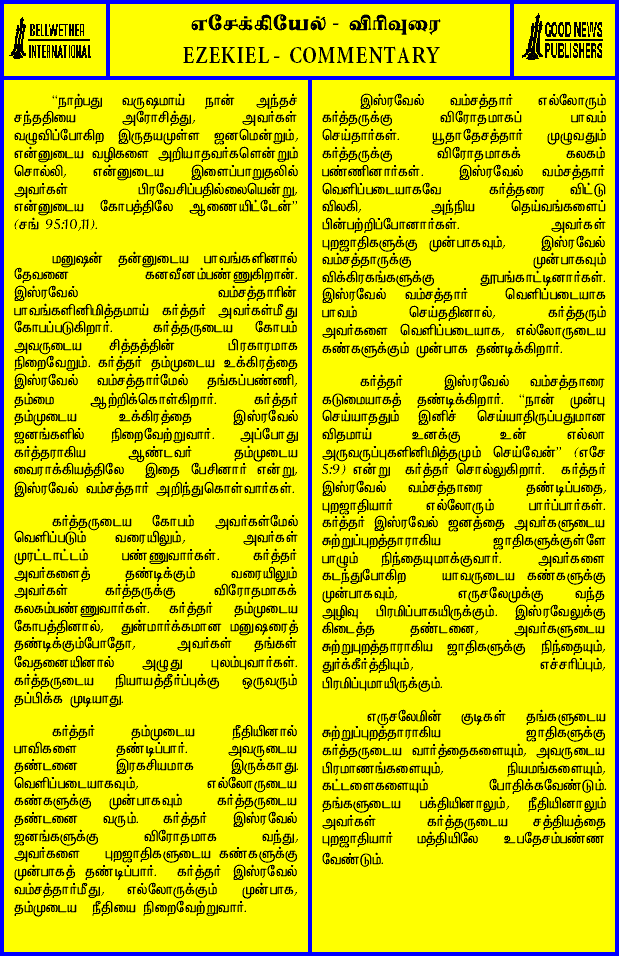 BELLWETHER
INTERNATIONAL
எசேக்கியேல் - விரிவுரை
EZEKIEL - COMMENTARY
GOOD NEWS
PUBLISHERS
“நாற்பது வருஷமாய் நான் அந்தச்
சந்ததியை அரோசித்து, அவர்கள்
வழுவிப்போகிற இருதயமுள்ள ஜனமென்றும்,
என்னுடைய வழிகளை அறியாதவர்களென்றும்
சொல்லி, என்னுடைய இளைப்பாறுதலில்
அவர்கள் பிரவேசிப்பதில்லையென்று,
என்னுடைய கோபத்திலே ஆணையிட்டேன்”
(சங் 95:10,11).
மனுஷன் தன்னுடைய பாவங்களினால்
தேவனை கனவீனம்பண்ணுகிறான்.
இஸ்ரவேல் வம்சத்தாரின்
பாவங்களினிமித்தமாய் கர்த்தர் அவர்கள்மீது
கோபப்படுகிறார். கர்த்தருடைய கோபம்
அவருடைய சித்தத்தின் பிரகாரமாக
நிறைவேறும். கர்த்தர் தம்முடைய உக்கிரத்தை
இஸ்ரவேல் வம்சத்தார்மேல் தங்கப்பண்ணி,
தம்மை ஆற்றிக்கொள்கிறார். கர்த்தர்
தம்முடைய உக்கிரத்தை இஸ்ரவேல்
ஜனங்களில் நிறைவேற்றுவார். அப்போது
கர்த்தராகிய ஆண்டவர் தம்முடைய
வைராக்கியத்திலே இதை பேசினார் என்று,
இஸ்ரவேல் வம்சத்தார் அறிந்துகொள்வார்கள்.
கர்த்தருடைய கோபம் அவர்கள்மேல்
வெளிப்படும் வரையிலும், அவர்கள்
முரட்டாட்டம் பண்ணுவார்கள். கர்த்தர்
அவர்களைத் தண்டிக்கும் வரையிலும்
அவர்கள் கர்த்தருக்கு விரோதமாகக்
கலகம்பண்ணுவார்கள். கர்த்தர் தம்முடைய
கோபத்தினால், துன்மார்க்கமான மனுஷரைத்
தண்டிக்கும்போதோ, அவர்கள் தங்கள்
வேதனையினால் அழுது புலம்புவார்கள்.
கர்த்தருடைய நியாயத்தீர்ப்புக்கு ஒருவரும்
தப்பிக்க முடியாது.
கர்த்தர் தம்முடைய நீதியினால்
பாவிகளை தண்டிப்பார். அவருடைய
தண்டனை இரகசியமாக இருக்காது.
வெளிப்படையாகவும், எல்லோருடைய
கண்களுக்கு முன்பாகவும் கர்த்தருடைய
தண்டனை வரும். கர்த்தர் இஸ்ரவேல்
ஜனங்களுக்கு விரோதமாக வந்து,
அவர்களை புறஜாதிகளுடைய கண்களுக்கு
முன்பாகத் தண்டிப்பார். கர்த்தர் இஸ்ரவேல்
வம்சத்தார்மீது, எல்லோருக்கும் முன்பாக,
தம்முடைய நீதியை நிறைவேற்றுவார்.
இஸ்ரவேல் வம்சத்தார் எல்லோரும்
கர்த்தருக்கு விரோதமாகப் பாவம்
செய்தார்கள். யூதாதேசத்தார் முழுவதும்
கர்த்தருக்கு விரோதமாகக் கலகம்
பண்ணினார்கள். இஸ்ரவேல் வம்சத்தார்
வெளிப்படையாகவே கர்த்தரை விட்டு
விலகி, அந்நிய தெய்வங்களைப்
பின்பற்றிப்போனார்கள். அவர்கள்
புறஜாதிகளுக்கு முன்பாகவும், இஸ்ரவேல்
வம்சத்தாருக்கு முன்பாகவும்
விக்கிரகங்களுக்கு தூபங்காட்டினார்கள்.
இஸ்ரவேல் வம்சத்தார் வெளிப்படையாக
பாவம் செய்ததினால், கர்த்தரும்
அவர்களை வெளிப்படையாக, எல்லோருடைய
கண்களுக்கும் முன்பாக தண்டிக்கிறார்.
கர்த்தர் இஸ்ரவேல் வம்சத்தாரை
கடுமையாகத் தண்டிக்கிறார். “நான் முன்பு
செய்யாததும் இனிச் செய்யாதிருப்பதுமான
விதமாய் உனக்கு உன் எல்லா
அருவருப்புகளினிமித்தமும் செய்வேன்” (எசே
5:9) என்று கர்த்தர் சொல்லுகிறார். கர்த்தர்
இஸ்ரவேல் வம்சத்தாரை தண்டிப்பதை,
புறஜாதியார் எல்லோரும் பார்ப்பார்கள்.
கர்த்தர் இஸ்ரவேல் ஜனத்தை அவர்களுடைய
சுற்றுப்புறத்தாராகிய ஜாதிகளுக்குள்ளே
பாழும் நிந்தையுமாக்குவார். அவர்களை
கடந்துபோகிற யாவருடைய கண்களுக்கு
முன்பாகவும், எருசலேமுக்கு வந்த
அழிவு பிரமிப்பாகயிருக்கும். இஸ்ரவேலுக்கு
கிடைத்த தண்டனை, அவர்களுடைய
சுற்றுப்புறத்தாராகிய ஜாதிகளுக்கு நிந்தையும்,
துர்க்கீர்த்தியும், எச்சரிப்பும்,
பிரமிப்புமாயிருக்கும்.
எருசலேமின் குடிகள் தங்களுடைய
சுற்றுப்புறத்தாராகிய ஜாதிகளுக்கு
கர்த்தருடைய வார்த்தைகளையும், அவருடைய
பிரமாணங்களையும், நியமங்களையும்,
கட்டளைகளையும் போதிக்கவேண்டும்.
தங்களுடைய பக்தியினாலும், நீதியினாலும்
அவர்கள் கர்த்தருடைய சத்தியத்தை
புறஜாதியார் மத்தியிலே உபதேசம்பண்ண
வேண்டும்.